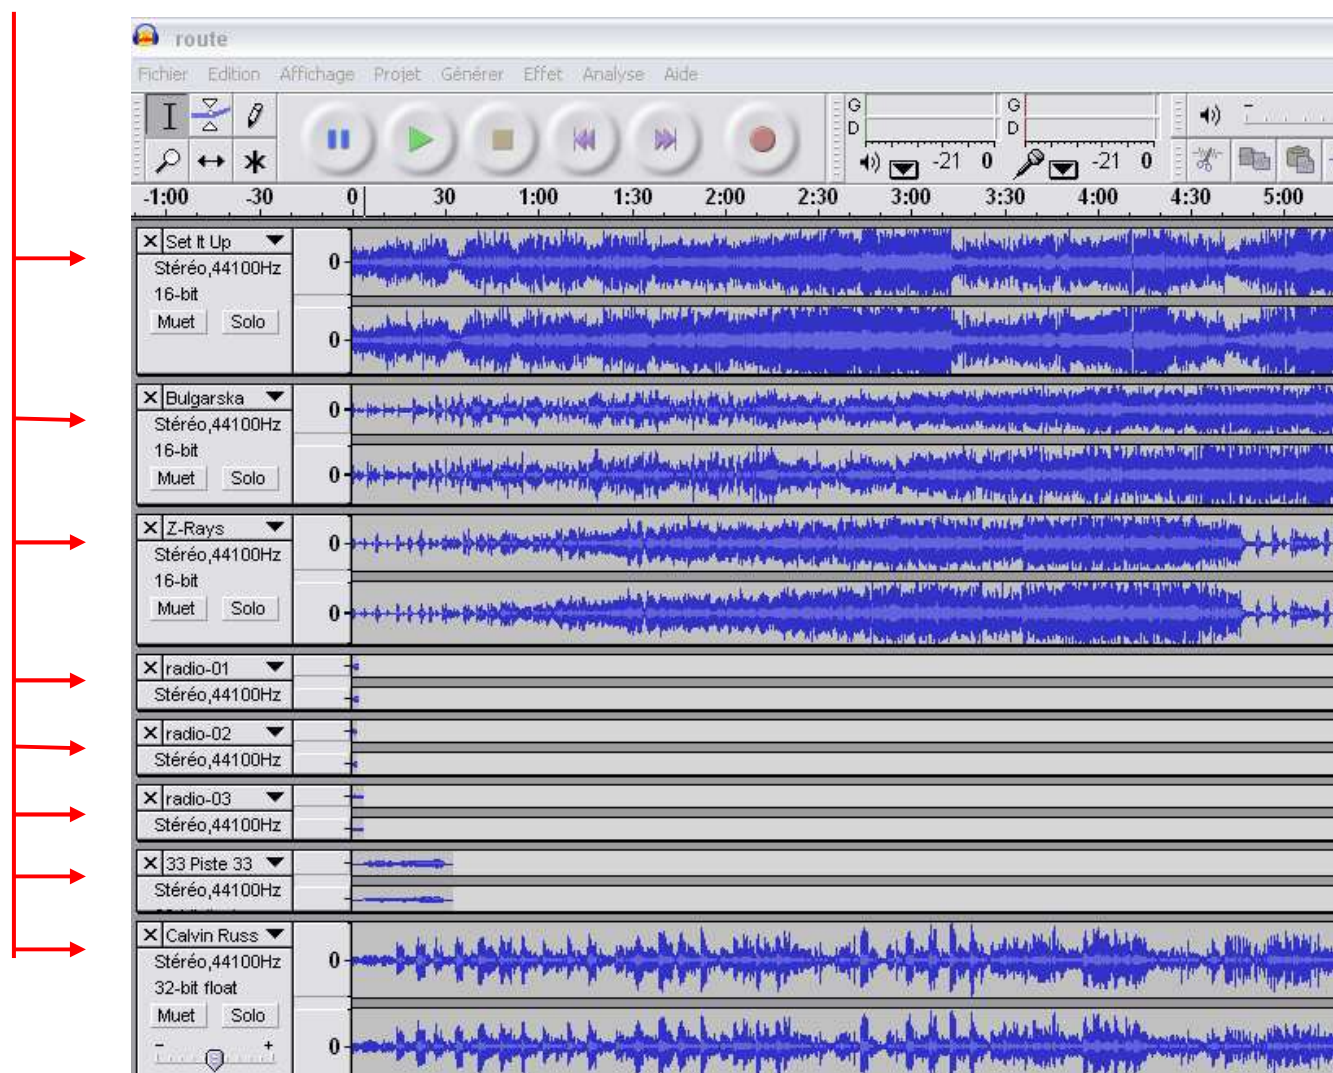 route
Fichier Edition Affichage Projet Générer Effet Analyse Aide
G G
D D
-21 0 -21 0
-1:00 -30 0 30 1:00 1:30 2:00 2:30 3:00 3:30 4:00 4:30 5:00
Set It Up
Stéréo,44100Hz
16-bit
Muet Solo
0
0
Bulgarska
Stéréo,44100Hz
16-bit
Muet Solo
0
0
Z-Rays
Stéréo,44100Hz
16-bit
Muet Solo
0
0
radio-01
Stéréo,44100Hz
radio-02
Stéréo,44100Hz
radio-03
Stéréo,44100Hz
33 Piste 33
Stéréo,44100Hz
Calvin Russ
Stéréo,44100Hz
32-bit float
Muet Solo
- +
0
0